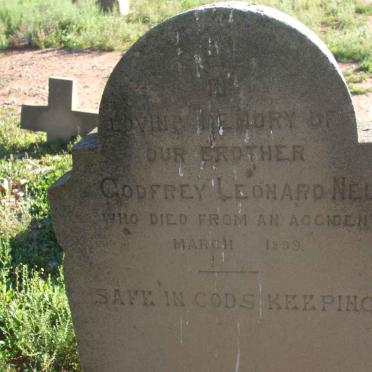 IN
LOVING MEMORY OF
OUR BROTHER
GODFREY LEONARD NEL
WHO DIED FROM AN ACCIDENT
MARCH 1899.
SAFE IN GODS KEEPING